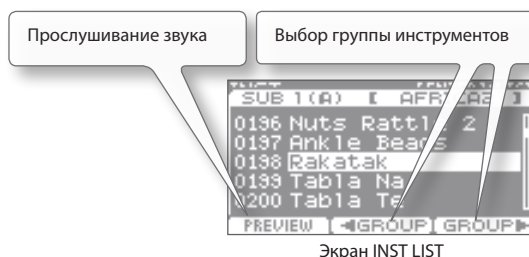 Прослушивание звука
Выбор группы инструментов
SUB 1(A) [ AFR
0196 Nuts Rattl 2
0197 Ankle Beads
0198 Rakatak
0199 Tabla Na
0200 Tabla Te
PREVIEW ◀GROUP GROUP▶
Экран INST LIST